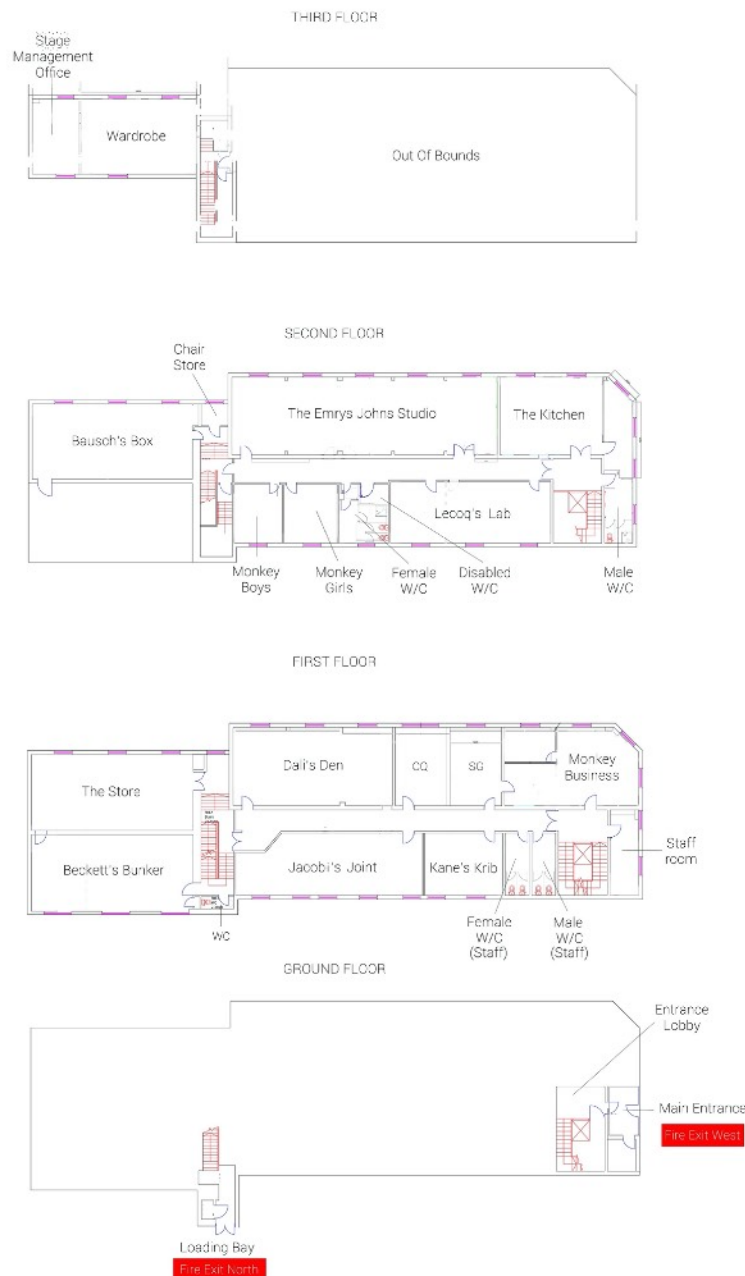 THIRD FLOOR
Stage
Management
Office
Wardrobe
Out Of Bounds
SECOND FLOOR
Chair
Store
The Emrys Johns Studio
The Kitchen
Bausch's Box
Lecoq's Lab
Monkey
Boys
Monkey
Girls
Female
W/C
Disabled
W/C
Male
W/C
FIRST FLOOR
Dali's Den
CQ
SG
Monkey
Business
The Store
Beckett's Bunker
Jacobi's Joint
Kane's Krib
Staff
room
WC
Female
W/C
(Staff)
Male
W/C
(Staff)
GROUND FLOOR
Entrance
Lobby
Main Entrance
Fire Exit West
Loading Bay
Fire Exit North